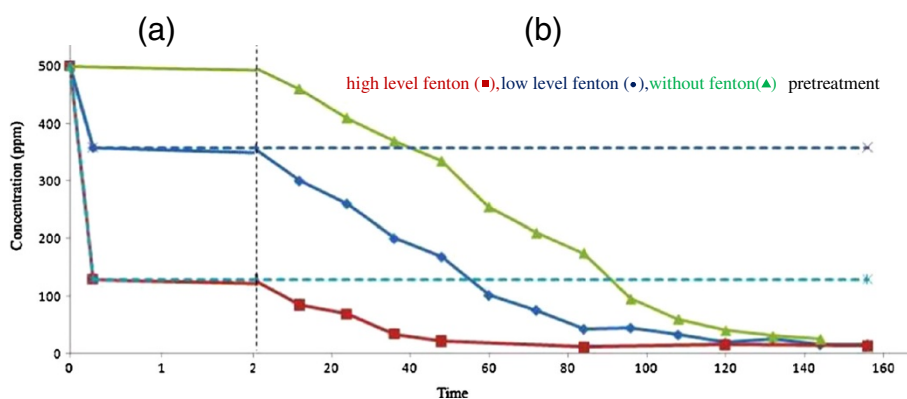 (a)
(b)
500
high level fenton (■),low level fenton (•),without fenton(▲) pretreatment
400
300
200
100
0
Concentration (ppm)
0 1 2 20 40 60 80 100 120 140 160
Time